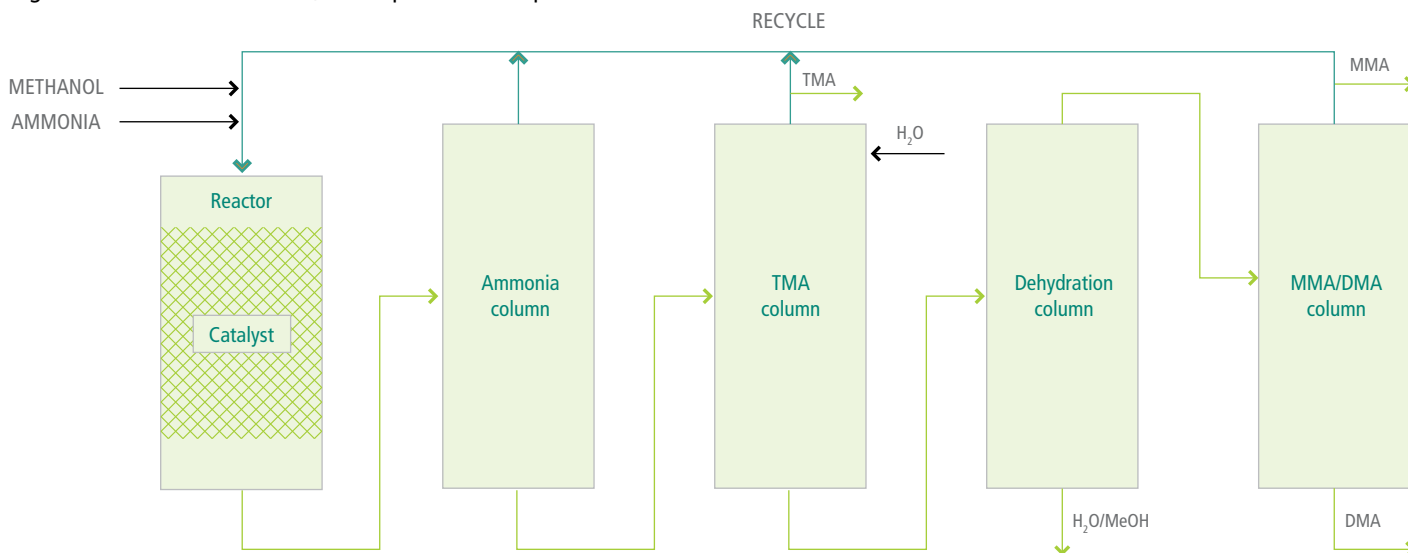 RECYCLE
METHANOL
AMMONIA
TMA
MMA
H₂O
Reactor
Catalyst
Ammonia
column
TMA
column
Dehydration
column
MMA/DMA
column
H₂O/MeOH
DMA